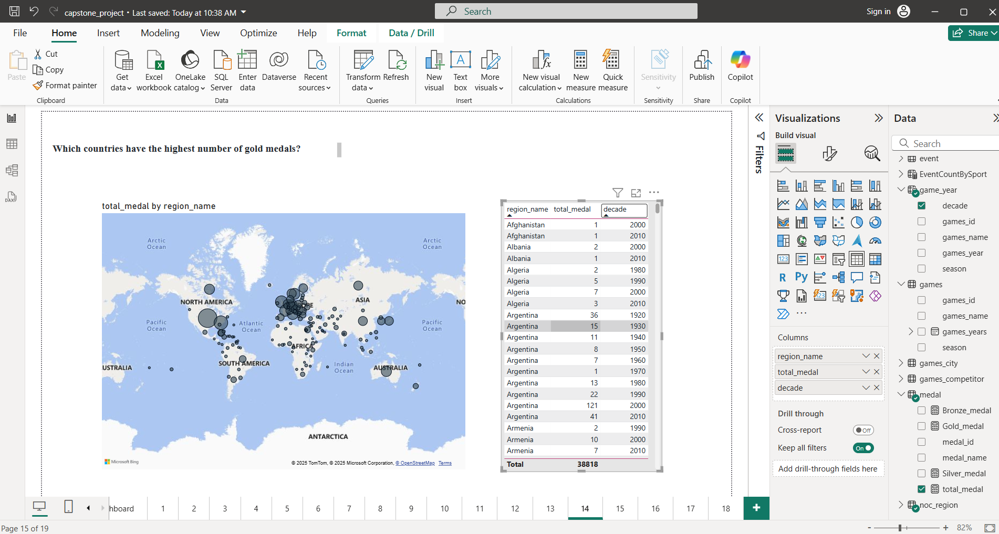 capstone_project • Last saved: Today at 10:38 AM
Search
Sign in
File
Home
Insert
Modeling
View
Optimize
Help
Format
Data / Drill
Share
Paste
Cut
Copy
Format painter
Clipboard
Get data
Excel workbook
OneLake catalog
SQL Server
Enter data
Dataverse
Recent sources
Data
Transform data
Refresh
Queries
New visual
Text box
More visuals
Insert
New visual calculation
New measure
Quick measure
Calculations
Sensitivity
Sensitivity
Publish
Share
Copilot
Copilot
Which countries have the highest number of gold medals?
total_medal by region_name
Arctic Ocean
Arctic Ocean
NORTH AMERICA
EUROPE
ASIA
NO
Pacific Ocean
Atlantic Ocean
Pacific Ocean
AFRICA
SOUTH AMERICA
Indian Ocean
USTRALIA
AUSTRALIA
ANTARCTICA
Microsoft Bing
© 2025 TomTom, © 2025 Microsoft Corporation, © OpenStreetMap Terms
region_name total_medal decade
Afghanistan 1 2000
Afghanistan 1 2010
Albania 2 2000
Albania 1 2010
Algeria 2 1980
Algeria 5 1990
Algeria 7 2000
Algeria 3 2010
Argentina 36 1920
Argentina 15 1930
Argentina 11 1940
Argentina 8 1950
Argentina 7 1960
Argentina 1 1970
Argentina 13 1980
Argentina 22 1990
Argentina 121 2000
Argentina 41 2010
Armenia 2 1990
Armenia 10 2000
Armenia 7 2010
Total 38818
Filters
Visualizations
Build visual
123
R
Py
123
Columns
region_name
total_medal
decade
Drill through
Cross-report
Off
Keep all filters
On
Add drill-through fields here
Data
Search
event
EventCountBySport
game_year
decade
games_id
games_name
games_year
season
games
games_id
games_name
games_years
season
games_city
games_competitor
medal
Bronze_medal
Gold_medal
medal_id
medal_name
Silver_medal
total_medal
noc_region
DAX
hboard
1
2
3
4
5
6
7
8
9
10
11
12
13
14
15
16
17
18
Page 15 of 19
- + 82%